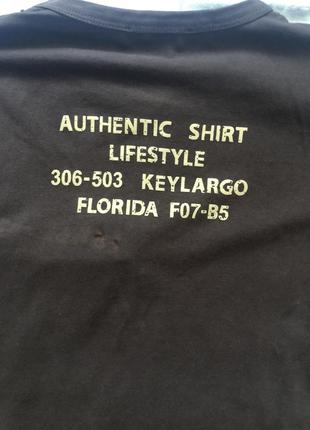 AUTHENTIC SHIRT
LIFESTYLE
306-503 KEYLARGO
FLORIDA F07-B5